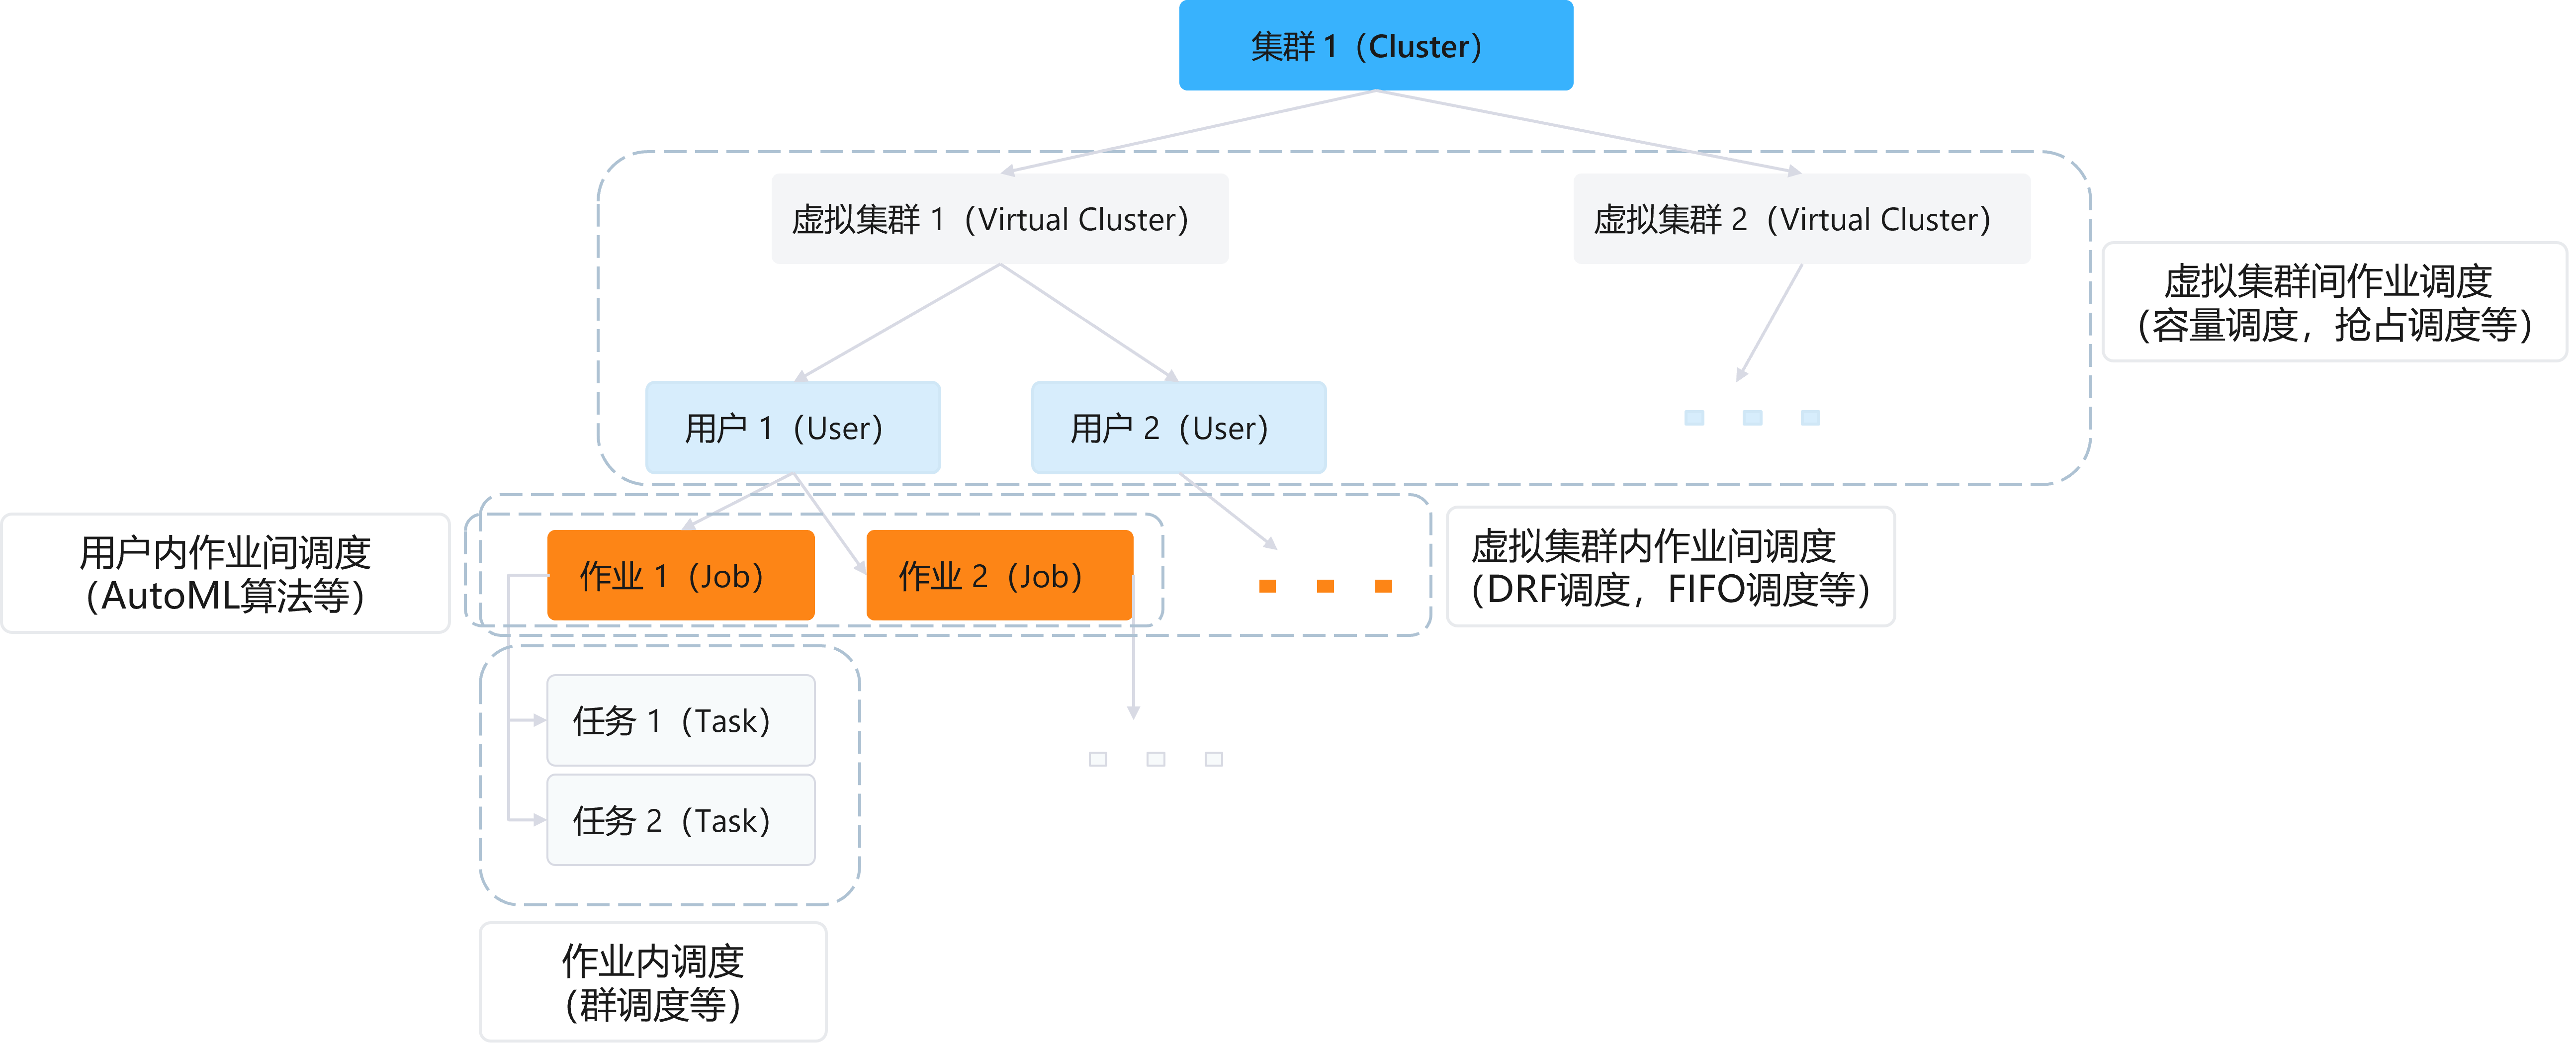 集群 1（Cluster）
虚拟集群 1（Virtual Cluster）
虚拟集群 2（Virtual Cluster）
虚拟集群间作业调度
（容量调度，抢占调度等）
用户 1（User）
用户 2（User）
用户内作业间调度
（AutoML算法等）
作业 1（Job）
作业 2（Job）
虚拟集群内作业间调度
（DRF调度，FIFO调度等）
任务 1（Task）
任务 2（Task）
作业内调度
（群调度等）